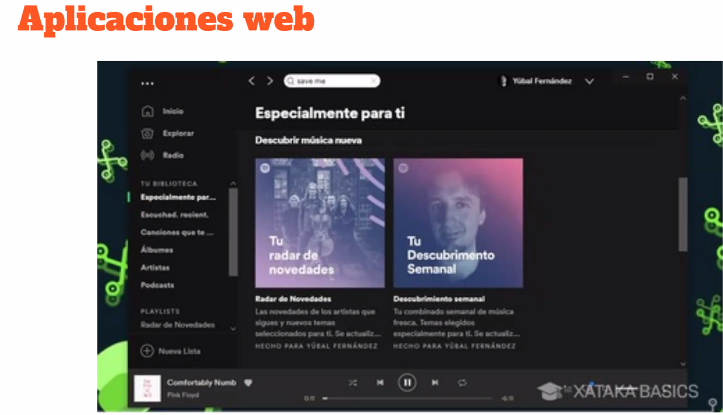 Aplicaciones web
save me
Yúbal Fernández
Inicio
Explorar
Radio
TU BIBLIOTECA
Especialmente par...
Escuchad. recient.
Canciones que te ...
Álbumes
Artistas
Podcasts
PLAYLISTS
Radar de Novedades
Nueva Lista
Especialmente para ti
Descubrir música nueva
Tu
radar de
novedades
Radar de Novedades
Las novedades de los artistas que
sigues y nuevos temas
seleccionados para ti. Se actualiz...
HECHO PARA YÚBAL FERNÁNDEZ
Tu
Descubrimiento
Semanal
Descubrimiento semanal
Tu combinado semanal de música
fresca. Temas elegidos
especialmente para ti. Se actualiz...
HECHO PARA YÚBAL FERNÁNDEZ
Comfortably Numb
Pink Floyd
0:11
-6:11
XATAKA BASICS